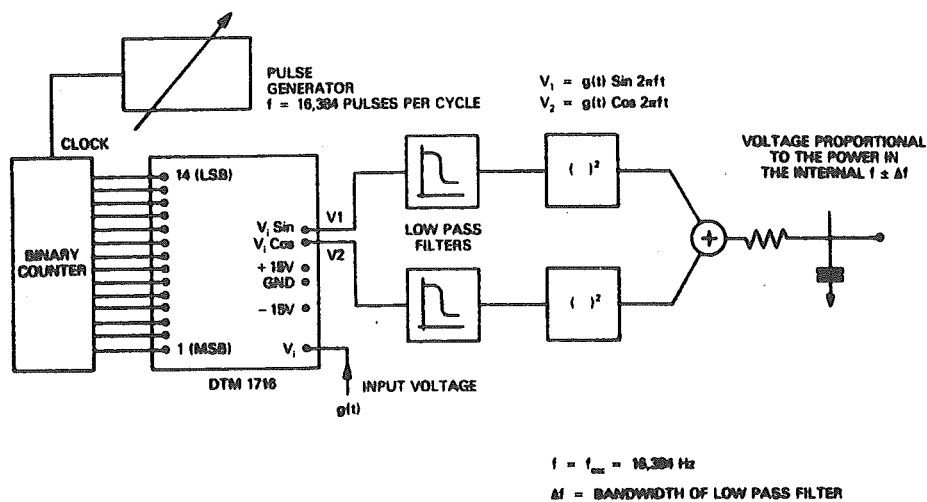 PULSE
GENERATOR
f = 16,384 PULSES PER CYCLE
CLOCK
BINARY
COUNTER
14 (LSB)
Vi Sin
Vi Cos
+ 15V
GND
– 15V
1 (MSB)
Vi
DTM 1716
V1
V2
INPUT VOLTAGE
g(t)
LOW PASS
FILTERS
V1 = g(t) Sin 2πft
V2 = g(t) Cos 2πft
( )²
( )²
+
VOLTAGE PROPORTIONAL
TO THE POWER IN
THE INTERNAL f ± Δf
f = = 16,384 Hz
Δf = BANDWIDTH OF LOW PASS FILTER